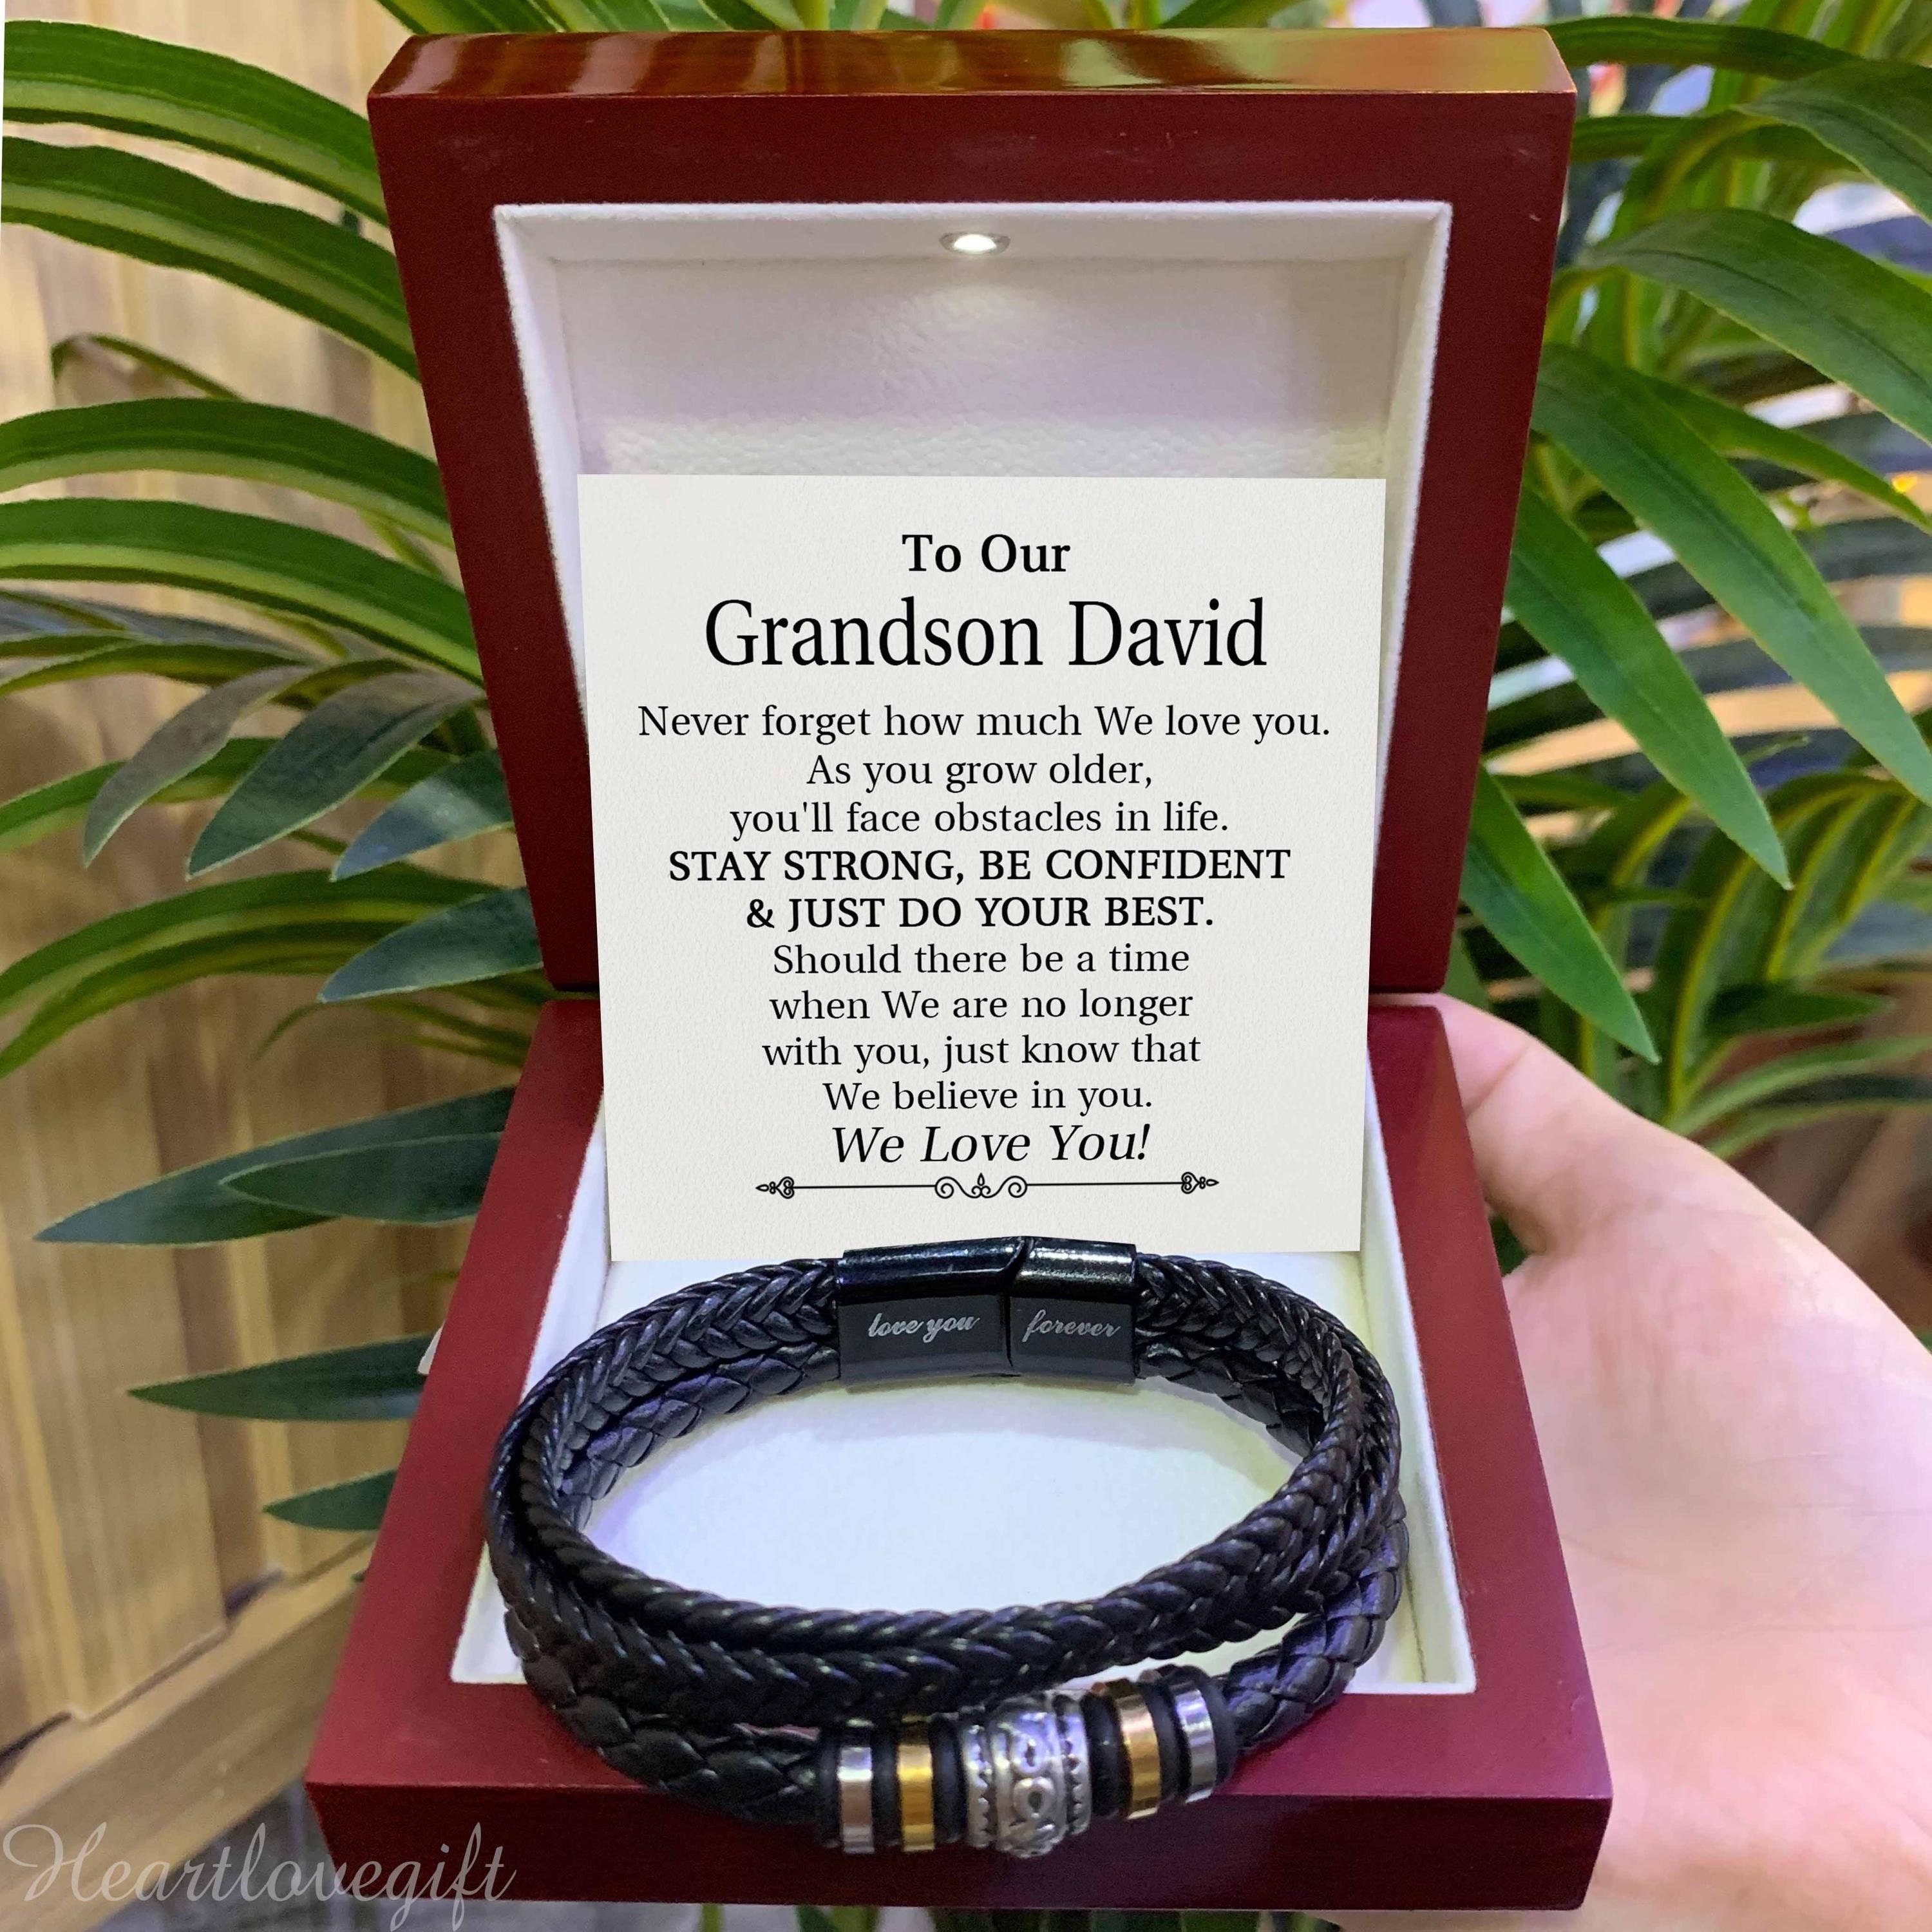 To Our
Grandson David
Never forget how much We love you.
As you grow older,
you'll face obstacles in life.
STAY STRONG, BE CONFIDENT
& JUST DO YOUR BEST.
Should there be a time
when We are no longer
with you, just know that
We believe in you.
We Love You!
love you forever
Heartlovegift